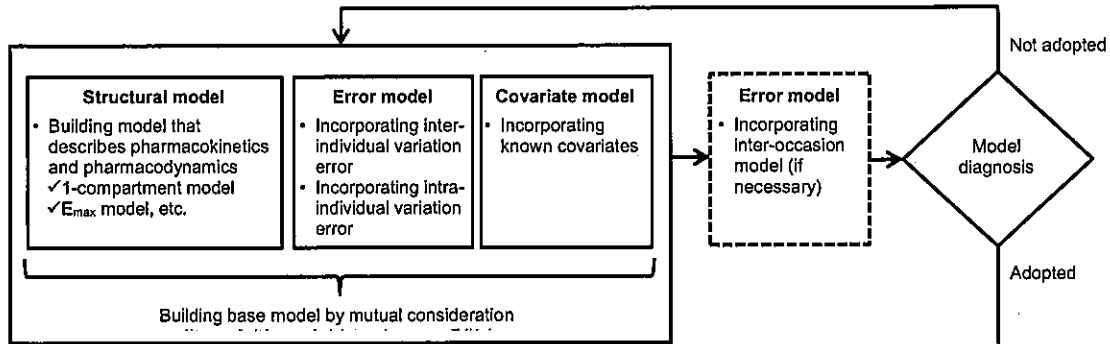 Not adopted
Structural model
• Building model that
describes pharmacokinetics
and pharmacodynamics
✓1-compartment model
✓Emax model, etc.
Error model
• Incorporating inter-
individual variation
error
• Incorporating intra-
individual variation
error
Covariate model
• Incorporating
known covariates
Error model
• Incorporating
inter-occasion
model (if
necessary)
Model
diagnosis
Adopted
Building base model by mutual consideration